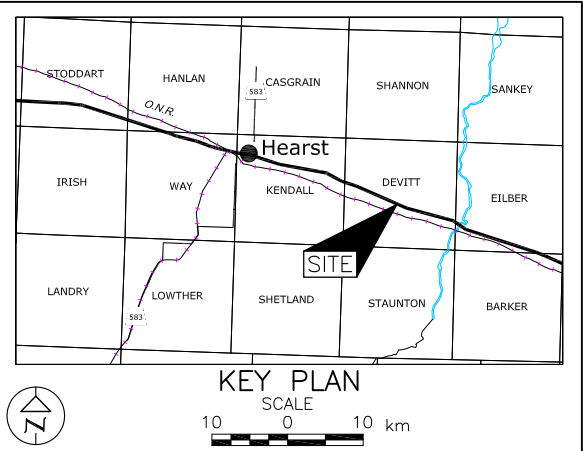 STODDART
HANLAN
CASGRAIN
SHANNON
SANKEY
O.N.R.
583
Hearst
IRISH
WAY
KENDALL
DEVITT
EILBER
SITE
LANDRY
LOWTHER
SHETLAND
STAUNTON
BARKER
583
KEY PLAN
SCALE
10 0 10 km
N